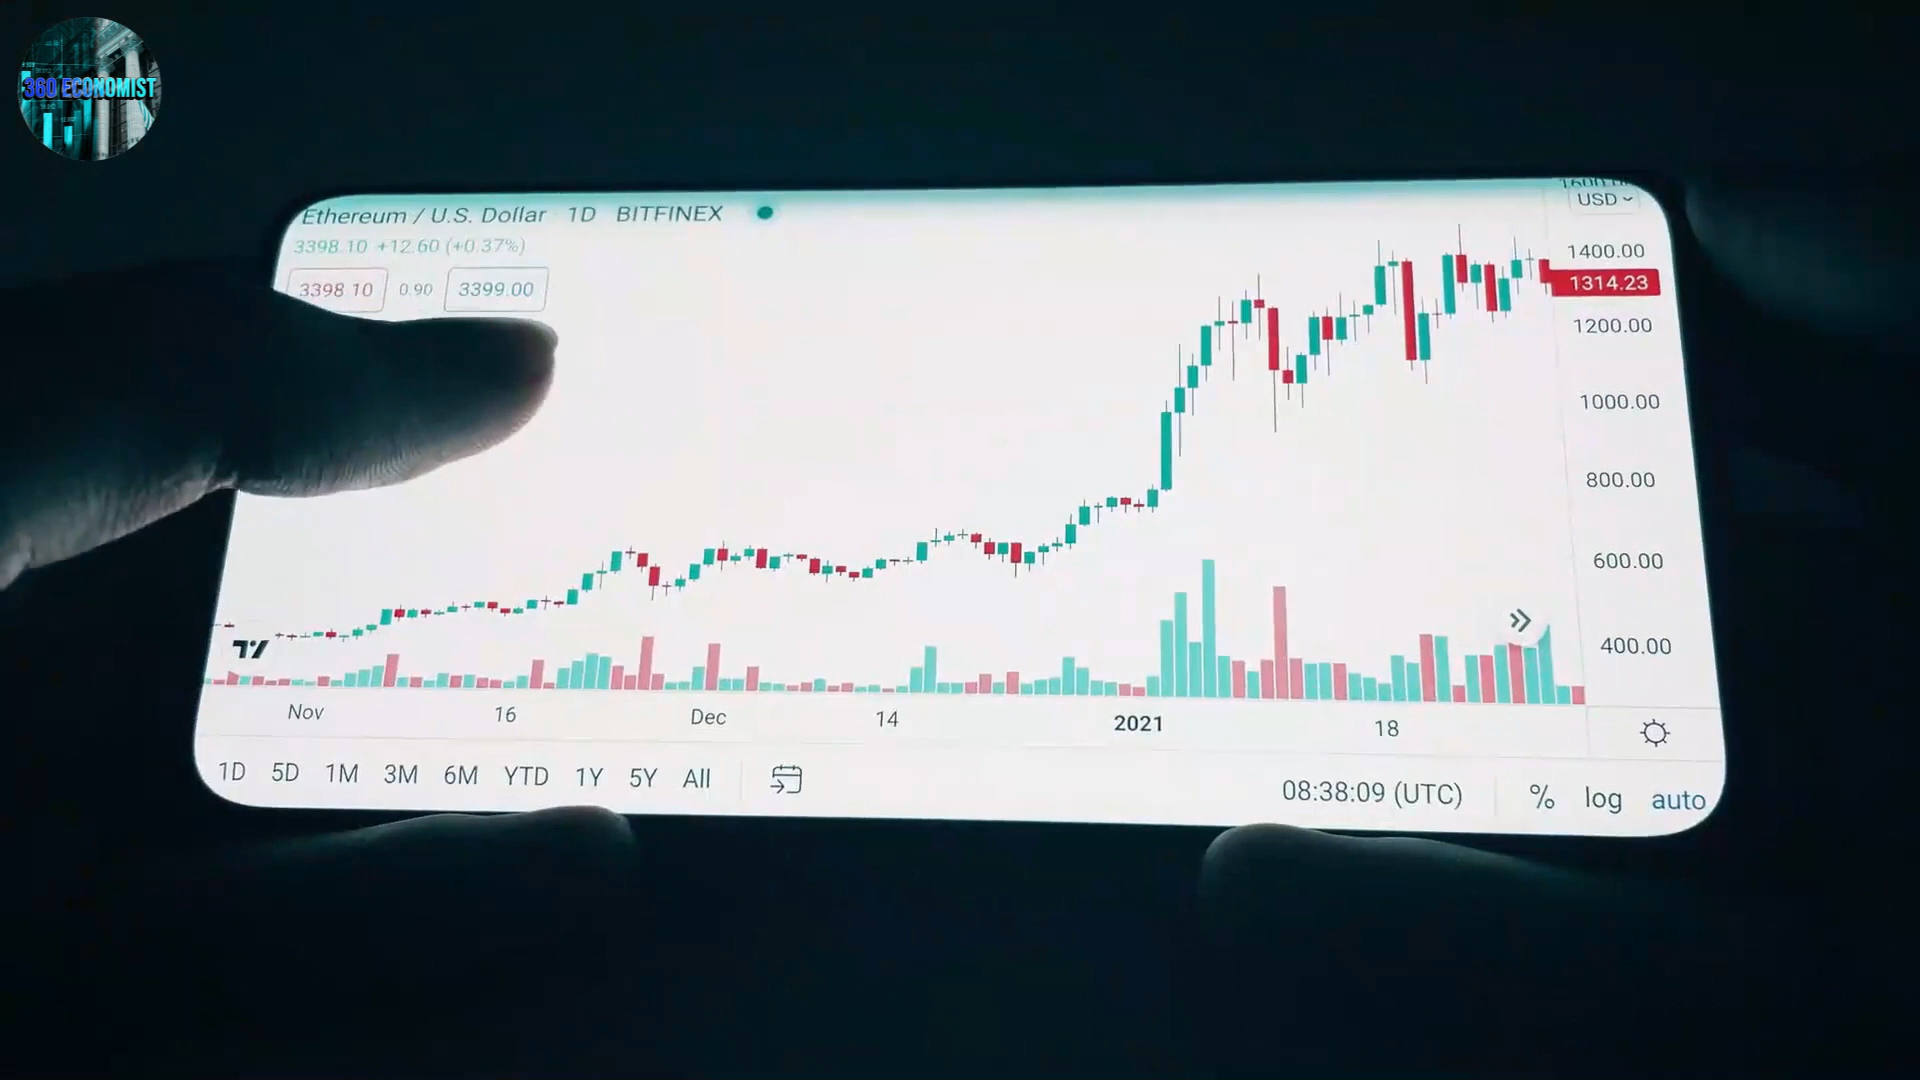 360 ECONOMIST
Ethereum / U.S. Dollar 1D BITFINEX
3398.10 +12.60 (+0.37%)
3398.10 0.90 3399.00
USD
1400.00
1314.23
1200.00
1000.00
800.00
600.00
400.00
Nov 16 Dec 14 2021 18
1D 5D 1M 3M 6M YTD 1Y 5Y All
08:38:09 (UTC) % log auto